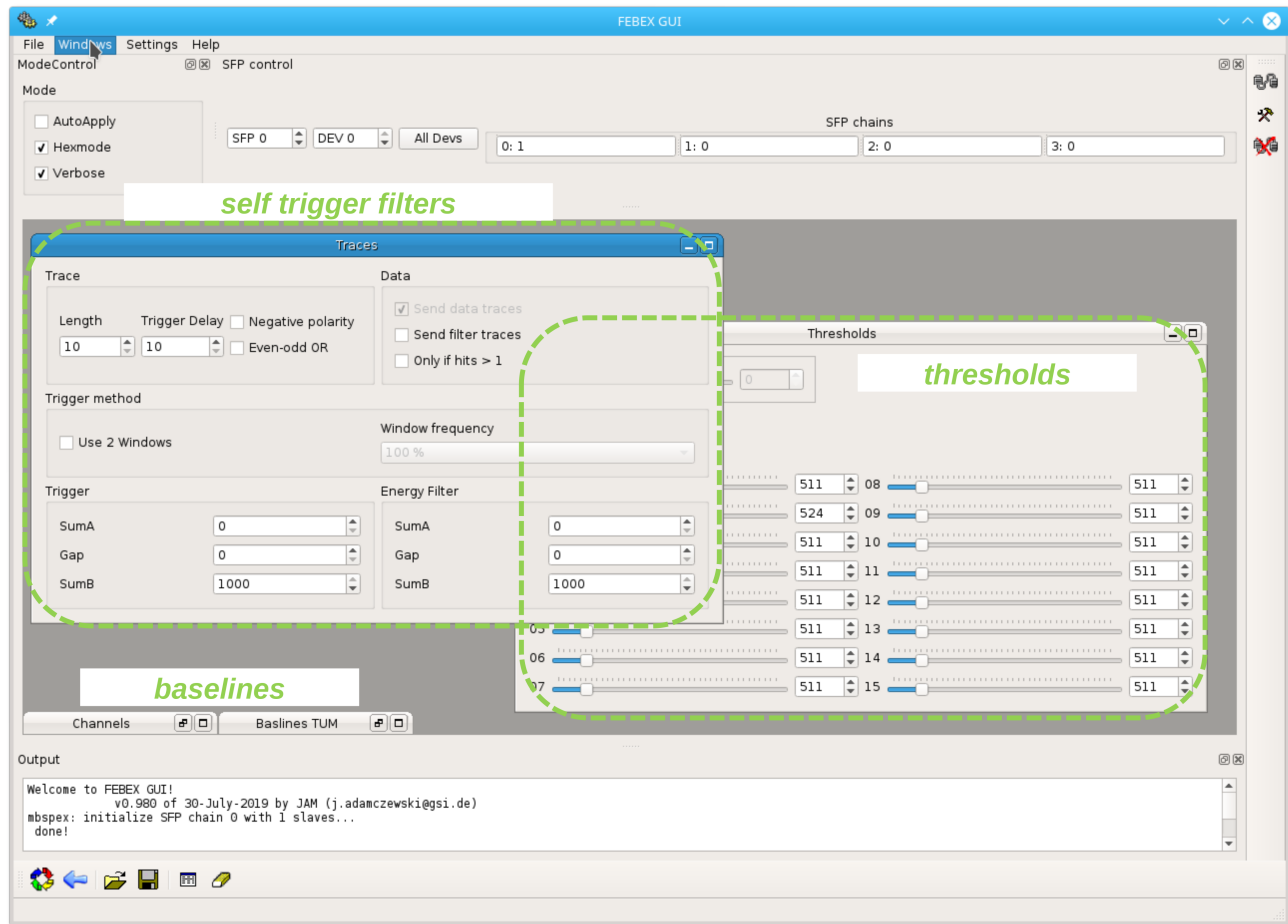 FEBEX GUI
File Windows Settings Help
ModeControl SFP control
Mode
AutoApply
Hexmode
Verbose
SFP 0 DEV 0 All Devs
SFP chains
0: 1 1: 0 2: 0 3: 0
self trigger filters
Traces
Trace Data
Length Trigger Delay Negative polarity
10 10 Even-odd OR
Send data traces
Send filter traces
Only if hits > 1
Trigger method
Use 2 Windows
Window frequency
100 %
Trigger Energy Filter
SumA 0 SumA 0
Gap 0 Gap 0
SumB 1000 SumB 1000
Thresholds
thresholds
0
511 08 511
524 09 511
511 10 511
511 11 511
511 12 511
05 511 13 511
06 511 14 511
07 511 15 511
baselines
Channels Baslines TUM
Output
Welcome to FEBEX GUI!
v0.980 of 30-July-2019 by JAM (j.adamczewski@gsi.de)
mbspex: initialize SFP chain 0 with 1 slaves...
done!